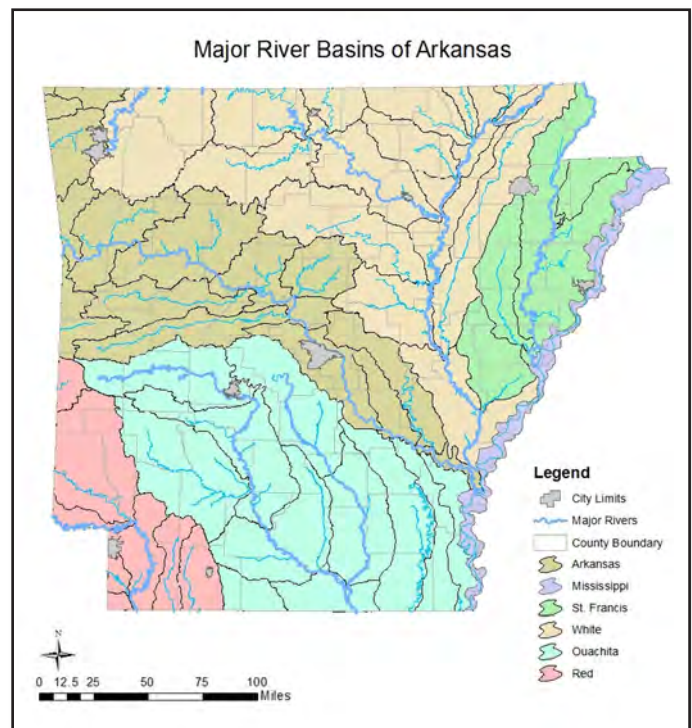 Major River Basins of Arkansas
Legend
City Limits
Major Rivers
County Boundary
Arkansas
Mississippi
St. Francis
White
Ouachita
Red
N
0 12.5 25 50 75 100
Miles